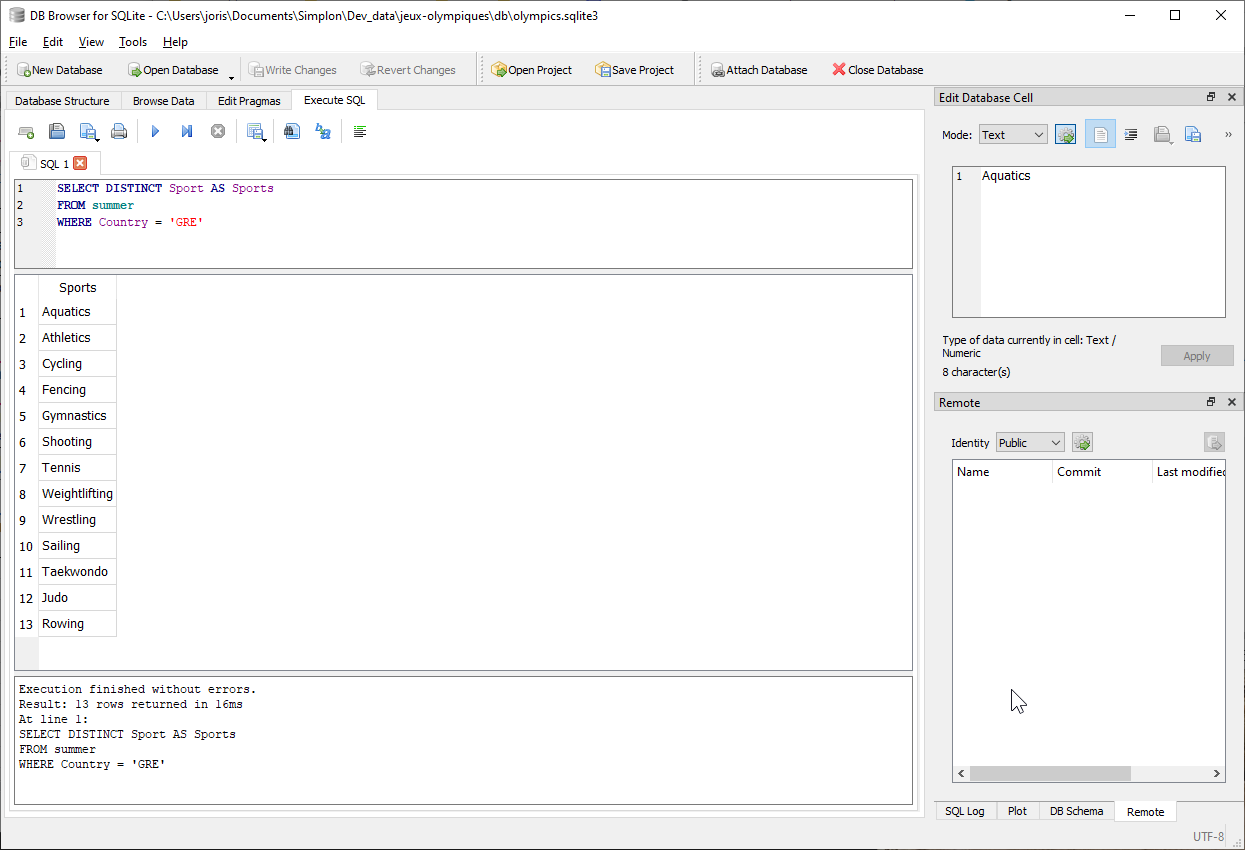 DB Browser for SQLite - C:\Users\joris\Documents\Simplon\Dev_data\jeux-olympiques\db\olympics.sqlite3
File Edit View Tools Help
New Database Open Database Write Changes Revert Changes Open Project Save Project Attach Database Close Database
Database Structure Browse Data Edit Pragmas Execute SQL
SQL 1
1 SELECT DISTINCT Sport AS Sports
2 FROM summer
3 WHERE Country = 'GRE'
Sports
1 Aquatics
2 Athletics
3 Cycling
4 Fencing
5 Gymnastics
6 Shooting
7 Tennis
8 Weightlifting
9 Wrestling
10 Sailing
11 Taekwondo
12 Judo
13 Rowing
Execution finished without errors.
Result: 13 rows returned in 16ms
At line 1:
SELECT DISTINCT Sport AS Sports
FROM summer
WHERE Country = 'GRE'
Edit Database Cell
Mode: Text
1 Aquatics
Type of data currently in cell: Text /
Numeric
8 character(s)
Apply
Remote
Identity Public
Name Commit Last modified
SQL Log Plot DB Schema Remote
UTF-8